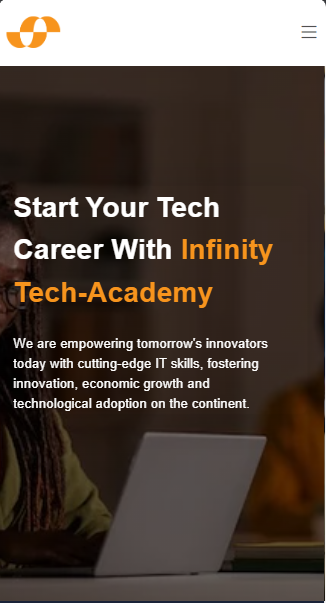 Start Your Tech
Career With Infinity
Tech-Academy
We are empowering tomorrow's innovators
today with cutting-edge IT skills, fostering
innovation, economic growth and
technological adoption on the continent.